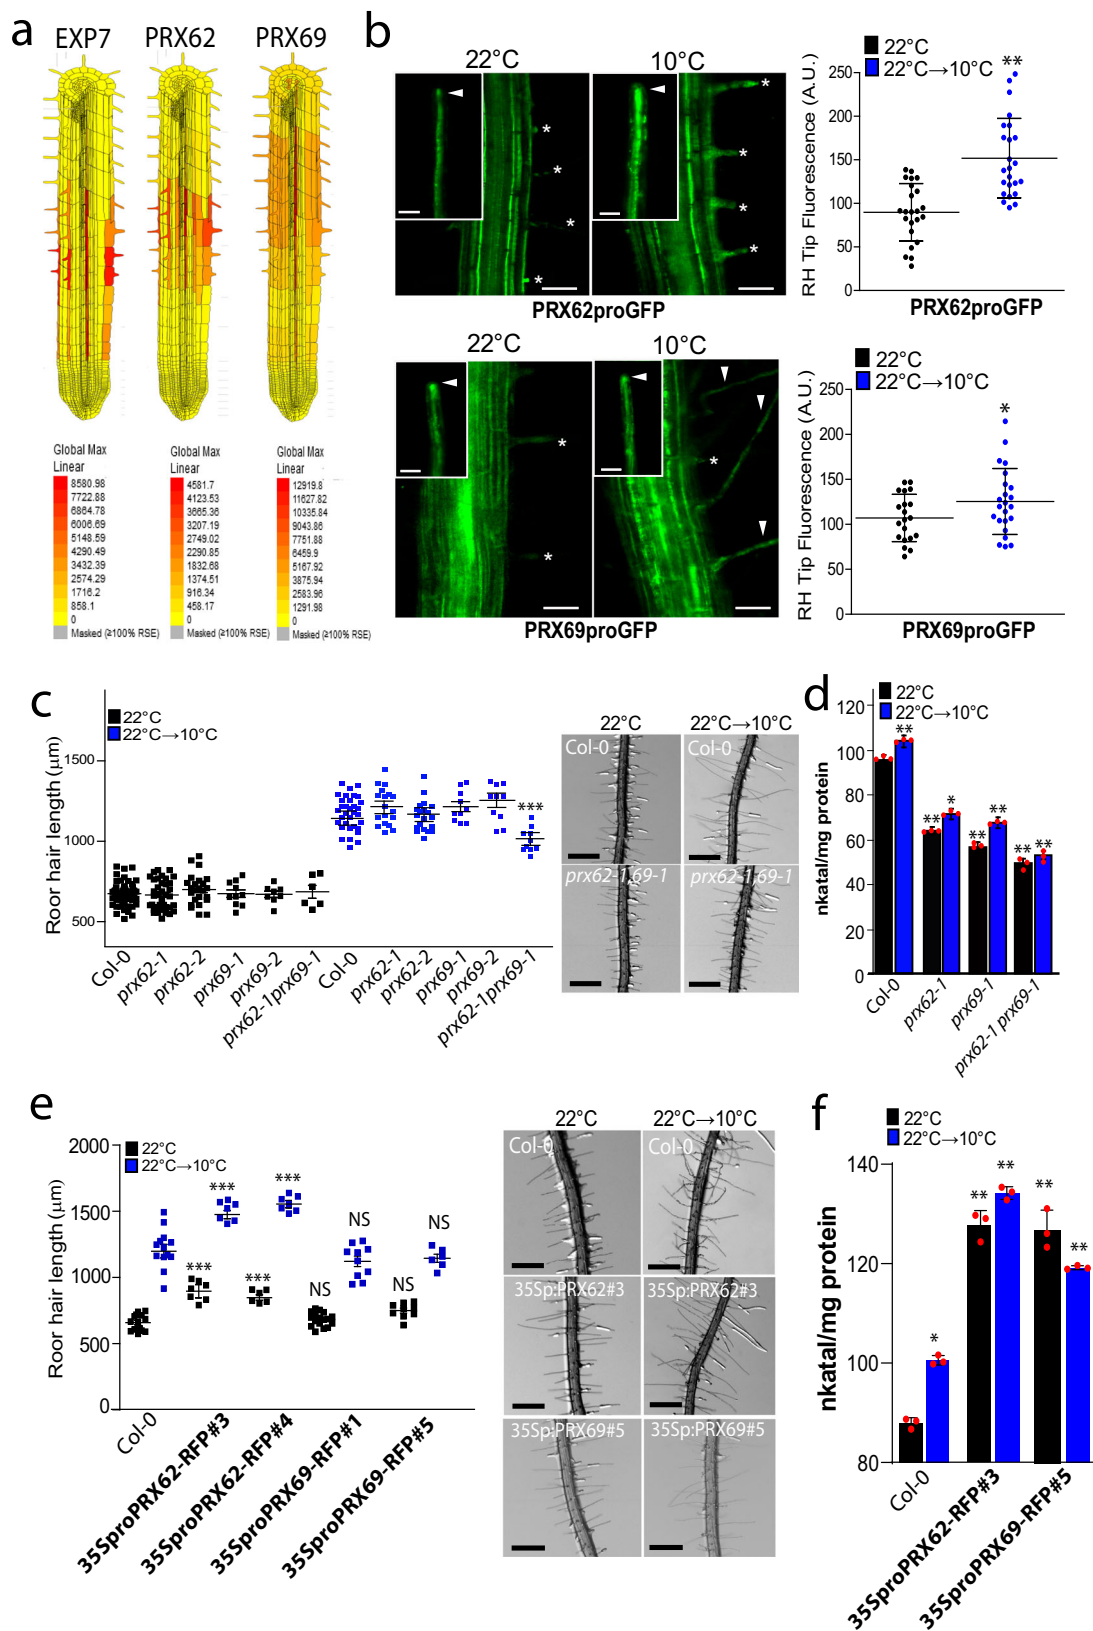 a
EXP7 PRX62 PRX69
Global Max
Linear
8580.98
7722.88
6864.78
6006.69
5148.59
4290.49
3432.39
2574.29
1716.2
858.1
0
Masked (≥100% RSE)
Global Max
Linear
4581.7
4123.53
3665.36
3207.19
2749.02
2290.85
1832.68
1374.51
916.34
458.17
0
Masked (≥100% RSE)
Global Max
Linear
12919.8
11627.82
10335.84
9043.86
7751.88
6459.9
5167.92
3875.94
2583.96
1291.98
0
Masked (≥100% RSE)
b
22°C 10°C
* * * *
* * * *
PRX62proGFP
22°C
22°C→10°C
RH Tip Fluorescence (A.U.)
250
200
150
100
50
0
**
PRX62proGFP
22°C 10°C
* *
*
PRX69proGFP
22°C
22°C→10°C
RH Tip Fluorescence (A.U.)
250
200
150
100
50
0
*
PRX69proGFP
c
22°C
22°C→10°C
Roor hair length (µm)
1500
1000
500
***
Col-0
prx62-1
prx62-2
prx69-1
prx69-2
prx62-1prx69-1
Col-0
prx62-1
prx62-2
prx69-1
prx69-2
prx62-1prx69-1
22°C 22°C→10°C
Col-0 Col-0
prx62-1,69-1 prx62-1 69-1
d
22°C
22°C→10°C
nkatal/mg protein
120
100
80
60
40
20
0
** ** * ** ** ** **
Col-0
prx62-1
prx69-1
prx62-1 prx69-1
e
22°C
22°C→10°C
Roor hair length (µm)
2000
1500
1000
500
0
*** *** *** *** NS NS NS NS
Col-0
35SproPRX62-RFP#3
35SproPRX62-RFP#4
35SproPRX69-RFP#1
35SproPRX69-RFP#5
22°C 22°C→10°C
Col-0 Col-0
35Sp:PRX62#3 35Sp:PRX62#3
35Sp:PRX69#5 35Sp:PRX69#5
f
22°C
22°C→10°C
nkatal/mg protein
140
120
100
80
* ** ** ** **
Col-0
35SproPRX62-RFP#3
35SproPRX69-RFP#5